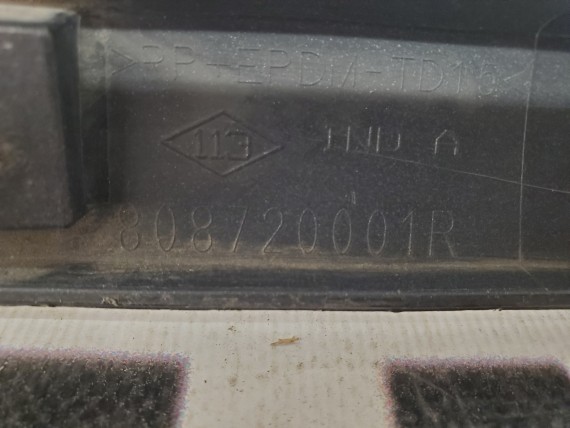 >PP-EPDM-TD15<
113 IND A
808720001R